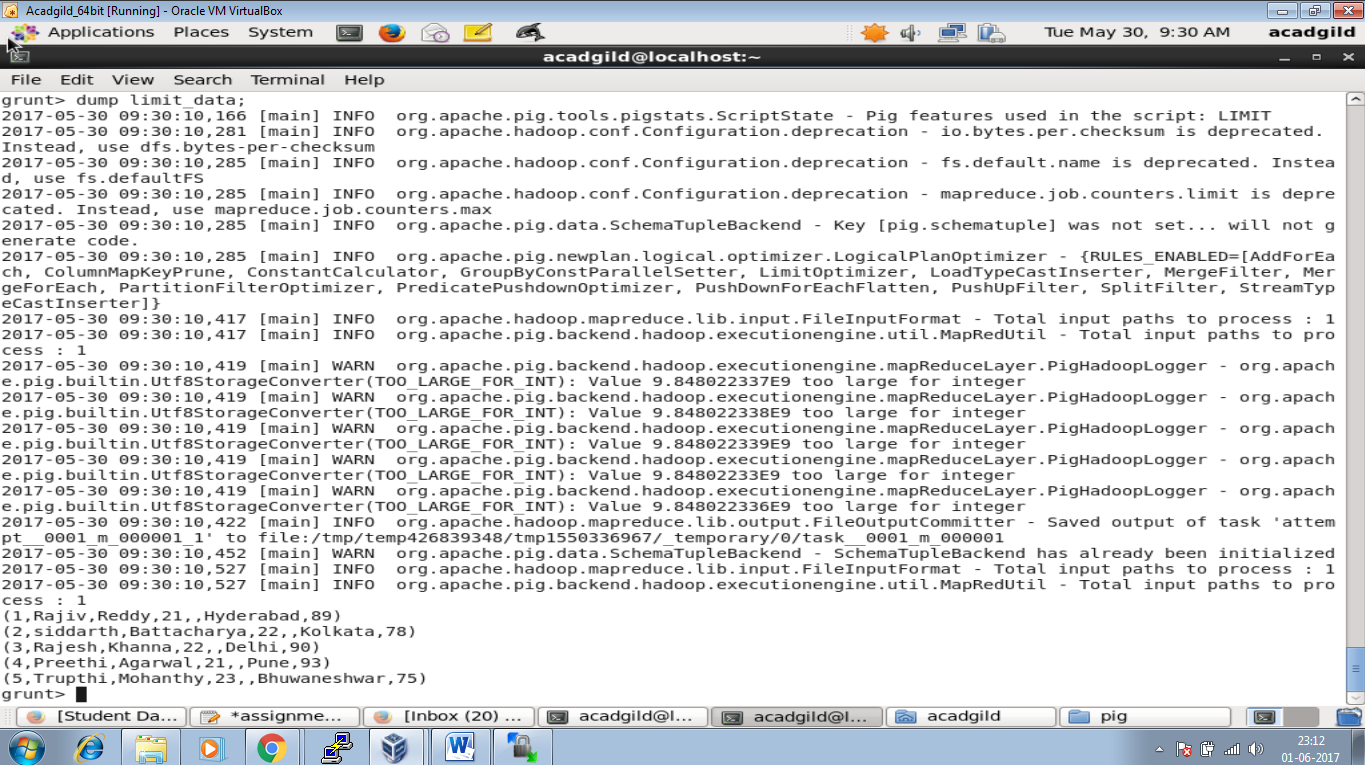 Acadgild_64bit [Running] - Oracle VM VirtualBox
Applications Places System Tue May 30, 9:30 AM acadgild
acadgild@localhost:~
File Edit View Search Terminal Help
grunt> dump limit_data;
2017-05-30 09:30:10,166 [main] INFO  org.apache.pig.tools.pigstats.ScriptState - Pig features used in the script: LIMIT
2017-05-30 09:30:10,281 [main] INFO  org.apache.hadoop.conf.Configuration.deprecation - io.bytes.per.checksum is deprecated.
Instead, use dfs.bytes-per-checksum
2017-05-30 09:30:10,285 [main] INFO  org.apache.hadoop.conf.Configuration.deprecation - fs.default.name is deprecated. Instea
d, use fs.defaultFS
2017-05-30 09:30:10,285 [main] INFO  org.apache.hadoop.conf.Configuration.deprecation - mapreduce.job.counters.limit is depre
cated. Instead, use mapreduce.job.counters.max
2017-05-30 09:30:10,285 [main] INFO  org.apache.pig.data.SchemaTupleBackend - Key [pig.schematuple] was not set... will not g
enerate code.
2017-05-30 09:30:10,285 [main] INFO  org.apache.pig.newplan.logical.optimizer.LogicalPlanOptimizer - {RULES_ENABLED=[AddForEa
ch, ColumnMapKeyPrune, ConstantCalculator, GroupByConstParallelSetter, LimitOptimizer, LoadTypeCastInserter, MergeFilter, Mer
geForEach, PartitionFilterOptimizer, PredicatePushdownOptimizer, PushDownForEachFlatten, PushUpFilter, SplitFilter, StreamTyp
eCastInserter]}
2017-05-30 09:30:10,417 [main] INFO  org.apache.hadoop.mapreduce.lib.input.FileInputFormat - Total input paths to process : 1
2017-05-30 09:30:10,417 [main] INFO  org.apache.pig.backend.hadoop.executionengine.util.MapRedUtil - Total input paths to pro
cess : 1
2017-05-30 09:30:10,419 [main] WARN  org.apache.pig.backend.hadoop.executionengine.mapReduceLayer.PigHadoopLogger - org.apach
e.pig.builtin.Utf8StorageConverter(TOO_LARGE_FOR_INT): Value 9.848022337E9 too large for integer
2017-05-30 09:30:10,419 [main] WARN  org.apache.pig.backend.hadoop.executionengine.mapReduceLayer.PigHadoopLogger - org.apach
e.pig.builtin.Utf8StorageConverter(TOO_LARGE_FOR_INT): Value 9.848022338E9 too large for integer
2017-05-30 09:30:10,419 [main] WARN  org.apache.pig.backend.hadoop.executionengine.mapReduceLayer.PigHadoopLogger - org.apach
e.pig.builtin.Utf8StorageConverter(TOO_LARGE_FOR_INT): Value 9.848022339E9 too large for integer
2017-05-30 09:30:10,419 [main] WARN  org.apache.pig.backend.hadoop.executionengine.mapReduceLayer.PigHadoopLogger - org.apach
e.pig.builtin.Utf8StorageConverter(TOO_LARGE_FOR_INT): Value 9.84802233E9 too large for integer
2017-05-30 09:30:10,419 [main] WARN  org.apache.pig.backend.hadoop.executionengine.mapReduceLayer.PigHadoopLogger - org.apach
e.pig.builtin.Utf8StorageConverter(TOO_LARGE_FOR_INT): Value 9.848022336E9 too large for integer
2017-05-30 09:30:10,422 [main] INFO  org.apache.hadoop.mapreduce.lib.output.FileOutputCommitter - Saved output of task 'attem
pt__0001_m_000001_1' to file:/tmp/temp426839348/tmp1550336967/_temporary/0/task__0001_m_000001
2017-05-30 09:30:10,452 [main] WARN  org.apache.pig.data.SchemaTupleBackend - SchemaTupleBackend has already been initialized
2017-05-30 09:30:10,527 [main] INFO  org.apache.hadoop.mapreduce.lib.input.FileInputFormat - Total input paths to process : 1
2017-05-30 09:30:10,527 [main] INFO  org.apache.pig.backend.hadoop.executionengine.util.MapRedUtil - Total input paths to pro
cess : 1
(1,Rajiv,Reddy,21,,Hyderabad,89)
(2,siddarth,Battacharya,22,,Kolkata,78)
(3,Rajesh,Khanna,22,,Delhi,90)
(4,Preethi,Agarwal,21,,Pune,93)
(5,Trupthi,Mohanthy,23,,Bhuwaneshwar,75)
grunt>
[Student Da... *assignme... [Inbox (20) ... acadgild@l... acadgild@l... acadgild pig
23:12
01-06-2017